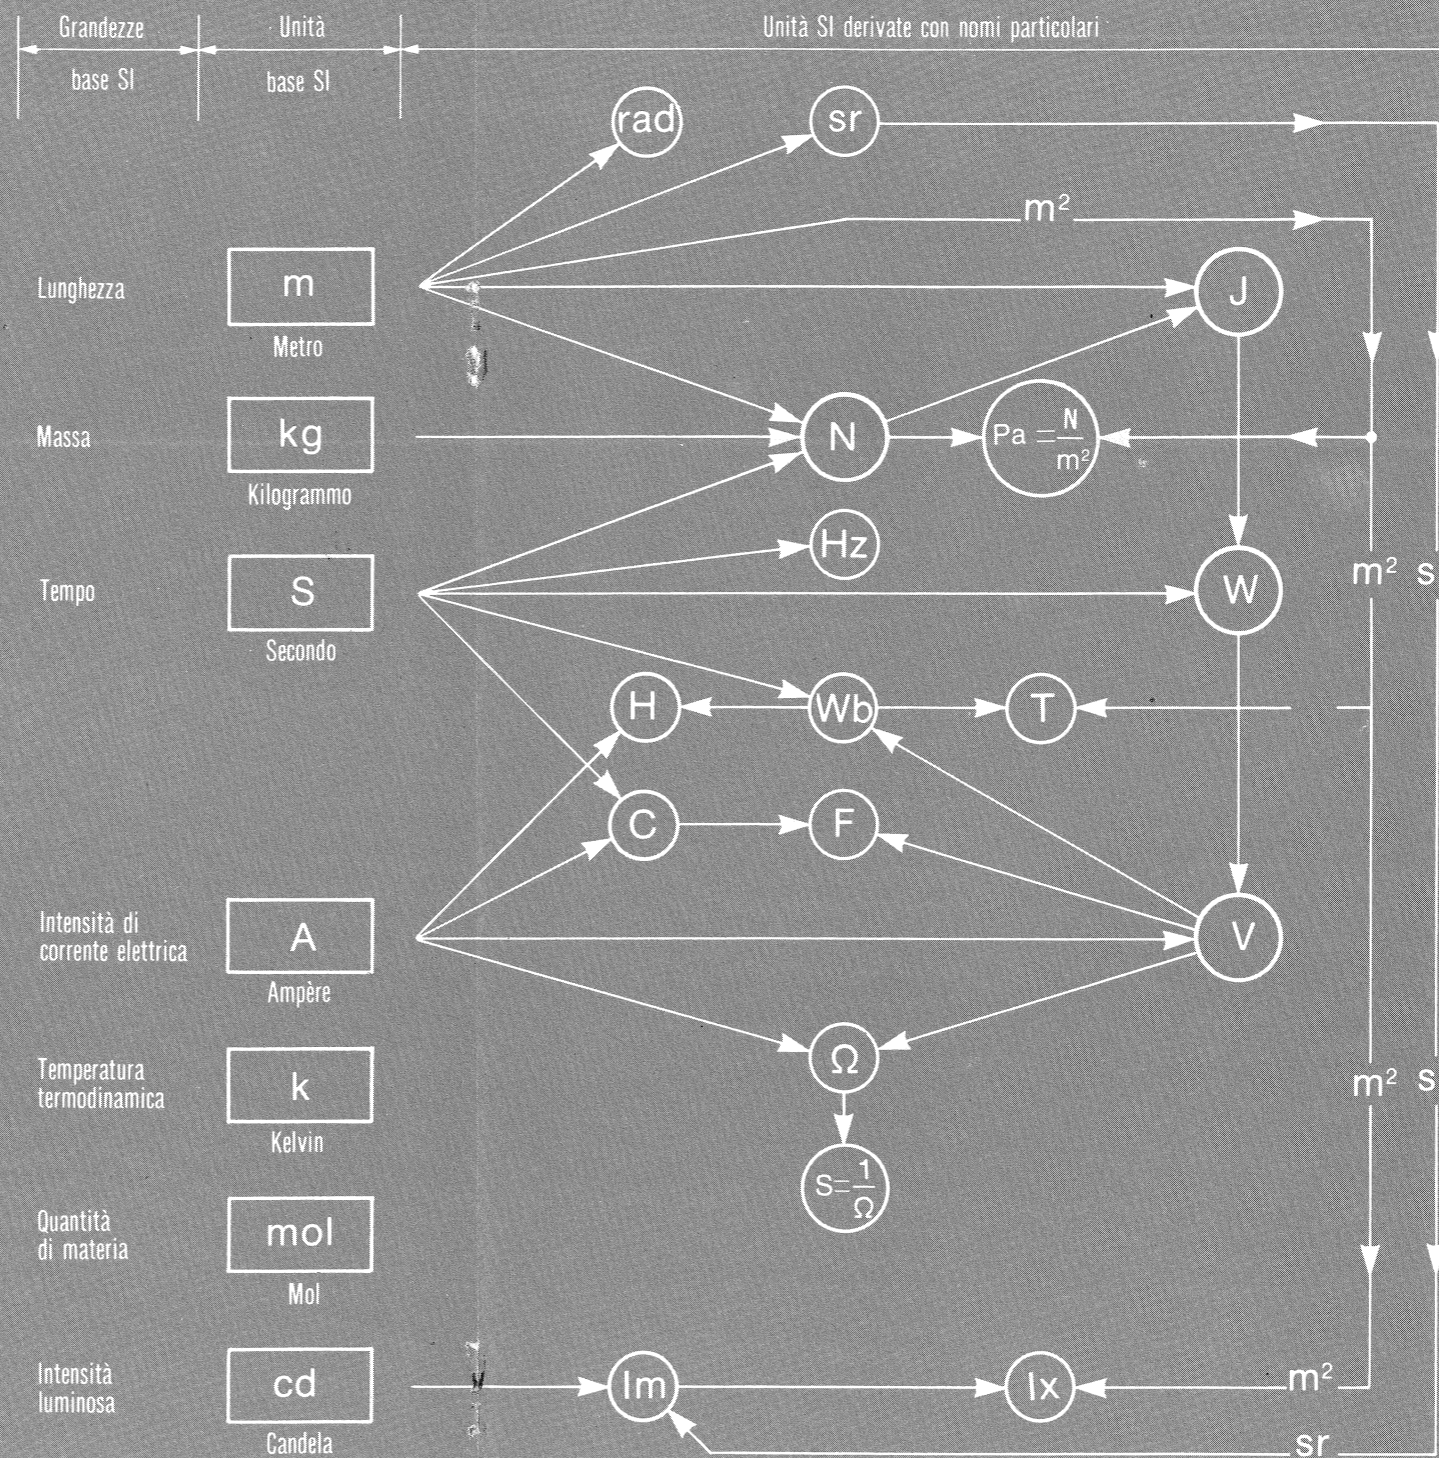 Grandezze
base SI
Unità
base SI
Unità SI derivate con nomi particolari
rad
sr
m²
Lunghezza
m
Metro
J
Massa
kg
Kilogrammo
N
Pa = N
m²
Hz
Tempo
S
Secondo
W
m² s
H
Wb
T
C
F
Intensità di
corrente elettrica
A
Ampère
V
Temperatura
termodinamica
k
Kelvin
Ω
m² s
S=1
Ω
Quantità
di materia
mol
Mol
Intensità
luminosa
cd
Candela
lm
lx
m²
sr